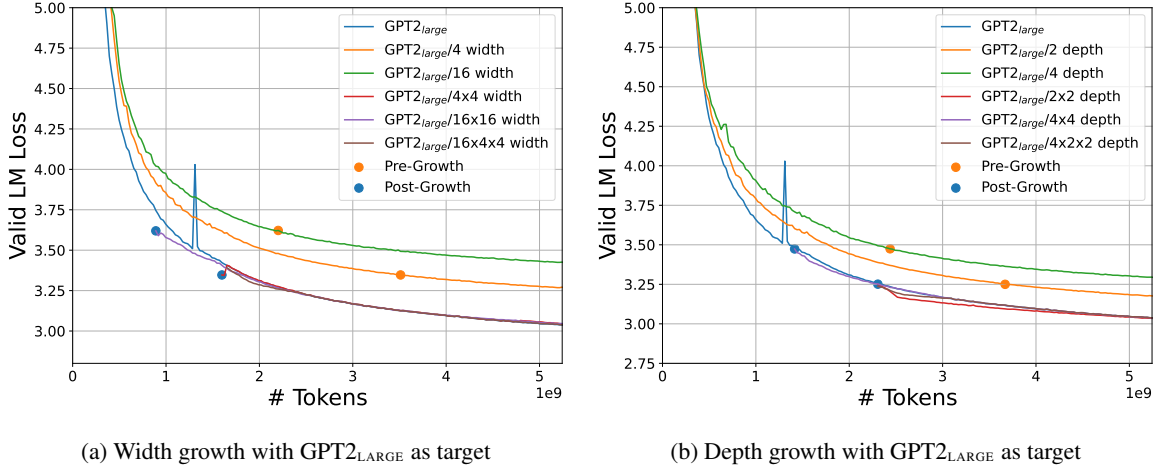 5.00
4.75
4.50
4.25
4.00
3.75
3.50
3.25
3.00
Valid LM Loss
0
1
2
3
4
5
1e9
# Tokens
GPT2large
GPT2large/4 width
GPT2large/16 width
GPT2large/4x4 width
GPT2large/16x16 width
GPT2large/16x4x4 width
Pre-Growth
Post-Growth
(a) Width growth with GPT2LARGE as target
5.00
4.75
4.50
4.25
4.00
3.75
3.50
3.25
3.00
2.75
Valid LM Loss
0
1
2
3
4
5
1e9
# Tokens
GPT2large
GPT2large/2 depth
GPT2large/4 depth
GPT2large/2x2 depth
GPT2large/4x4 depth
GPT2large/4x2x2 depth
Pre-Growth
Post-Growth
(b) Depth growth with GPT2LARGE as target